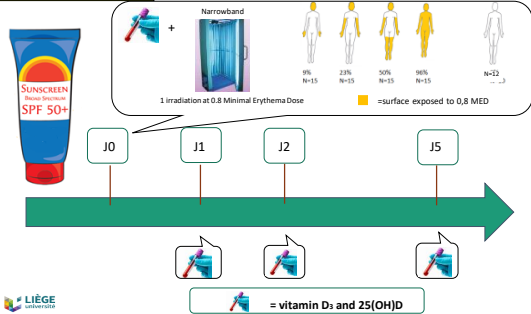 Narrowband
+
9%
N=15
23%
N=15
50%
N=15
96%
N=15
N=12
1 irradiation at 0.8 Minimal Erythema Dose
=surface exposed to 0,8 MED
SUNSCREEN
BROAD SPECTRUM
SPF 50+
J0
J1
J2
J5
= vitamin D₃ and 25(OH)D
LIÈGE
université